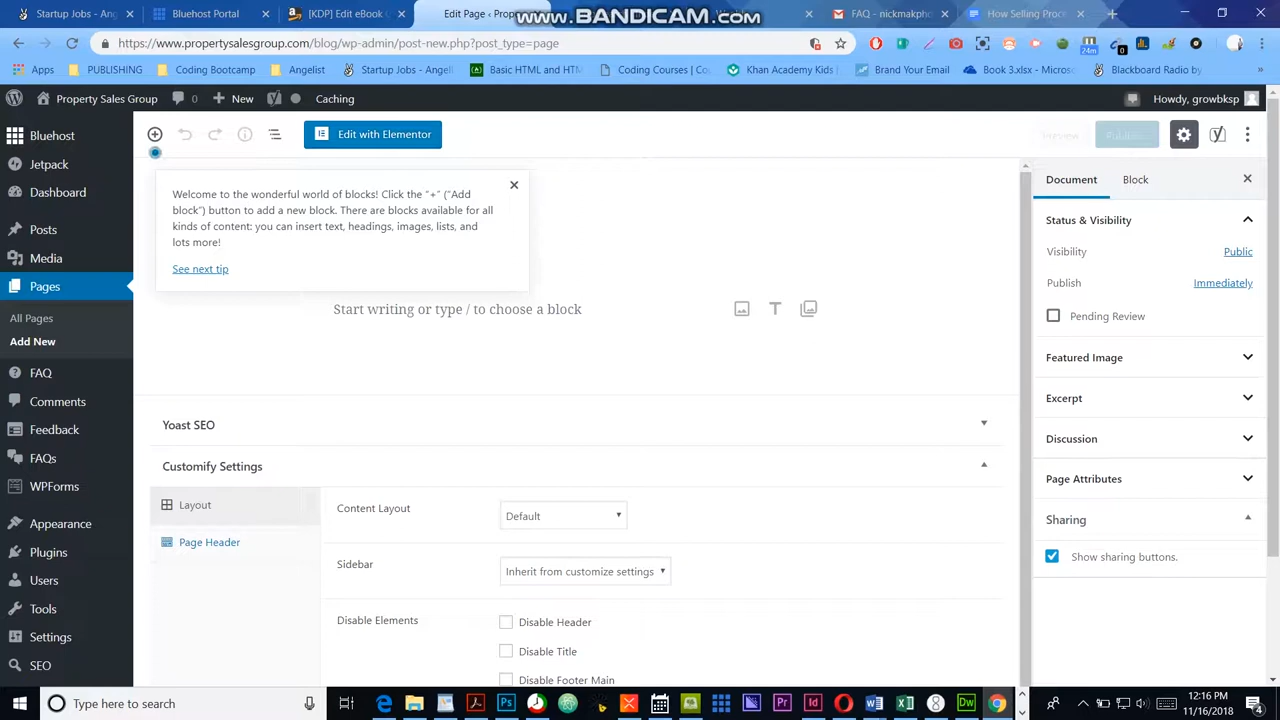 Startup Jobs - An
Bluehost Portal
[KDP] Edit eBook
Edit Page ‹
www.BANDICAM.com
FAQ - nickmakpho
How Selling Proce
https://www.propertysalesgroup.com/blog/wp-admin/post-new.php?post_type=page
24m
0
Apps
PUBLISHING
Coding Bootcamp
Angelist
Startup Jobs - Angeli
Basic HTML and HTM
Coding Courses | Co
Khan Academy Kids |
Brand Your Email
Book 3.xlsx - Micros
Blackboard Radio by
»
Property Sales Group
0
New
Caching
Howdy, growbksp
Bluehost
Jetpack
Dashboard
Posts
Media
Pages
All Pages
Add New
FAQ
Comments
Feedback
FAQs
WPForms
Appearance
Plugins
Users
Tools
Settings
SEO
Edit with Elementor
Preview
Welcome to the wonderful world of blocks! Click the “+” (“Add
block”) button to add a new block. There are blocks available for all
kinds of content: you can insert text, headings, images, lists, and
lots more!
See next tip
Start writing or type / to choose a block
Yoast SEO
Customify Settings
Layout
Page Header
Content Layout
Default
Sidebar
Inherit from customize settings
Disable Elements
Disable Header
Disable Title
Disable Footer Main
Document
Block
Status & Visibility
Visibility
Public
Publish
Immediately
Pending Review
Featured Image
Excerpt
Discussion
Page Attributes
Sharing
Show sharing buttons.
Type here to search
12:16 PM
11/16/2018